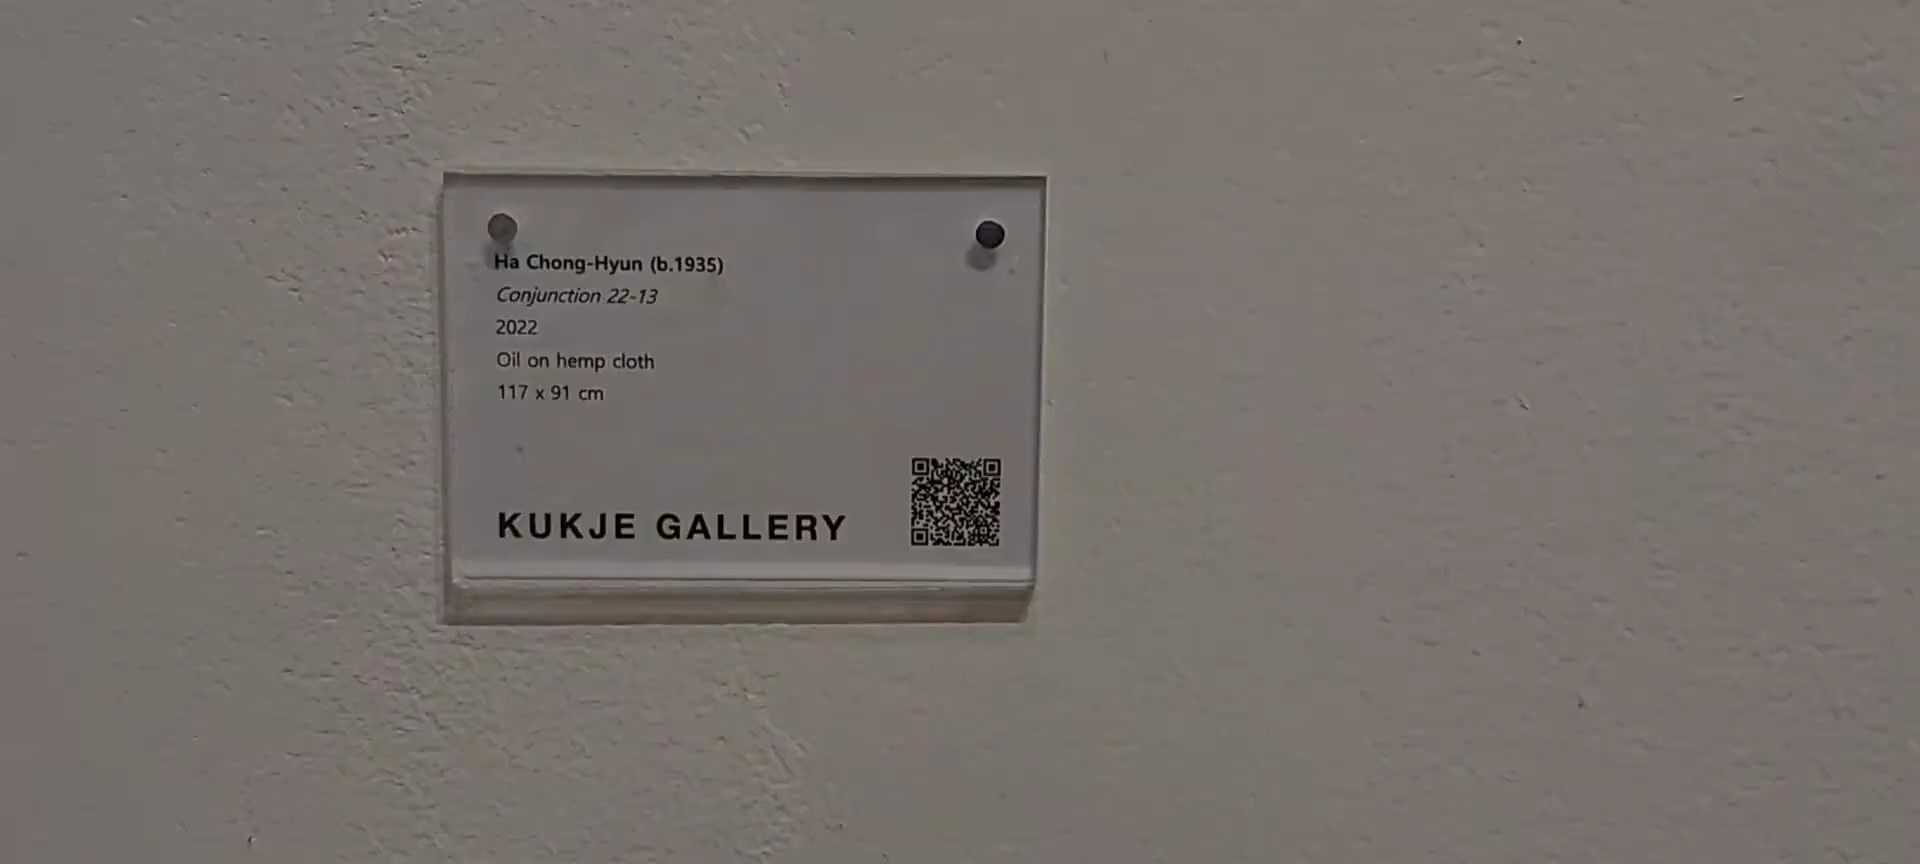 Ha Chong-Hyun (b.1935)
Conjunction 22-13
2022
Oil on hemp cloth
117 x 91 cm
KUKJE GALLERY